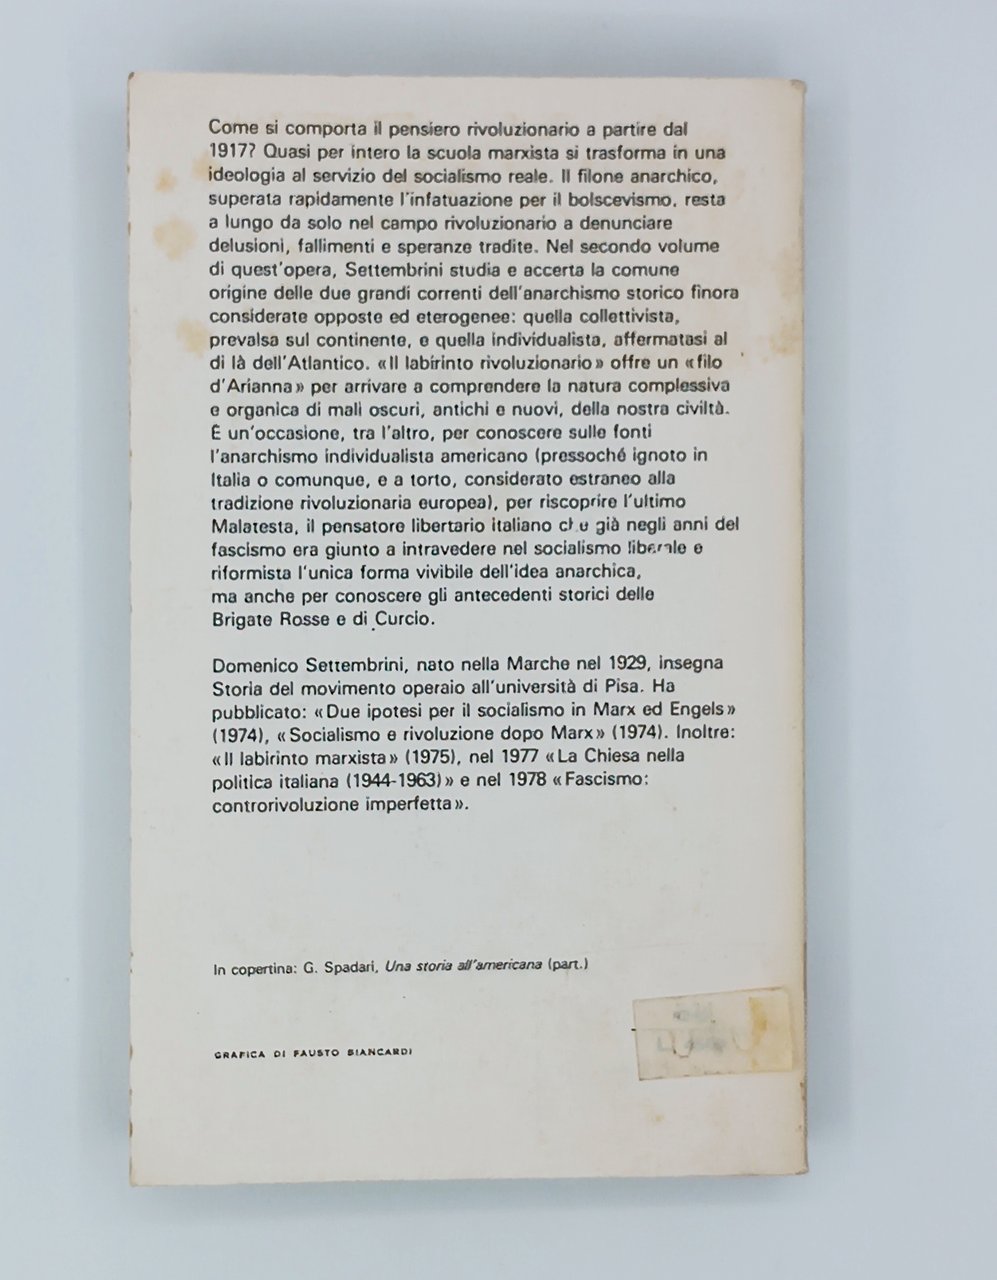 Come si comporta il pensiero rivoluzionario a partire dal
1917? Quasi per intero la scuola marxista si trasforma in una
ideologia al servizio del socialismo reale. Il filone anarchico,
superata rapidamente l'infatuazione per il bolscevismo, resta
a lungo da solo nel campo rivoluzionario a denunciare
delusioni, fallimenti e speranze tradite. Nel secondo volume
di quest'opera, Settembrini studia e accerta la comune
origine delle due grandi correnti dell'anarchismo storico finora
considerate opposte ed eterogenee: quella collettivista,
prevalsa sul continente, e quella individualista, affermatasi al
di là dell'Atlantico. «Il labirinto rivoluzionario» offre un «filo
d'Arianna» per arrivare a comprendere la natura complessiva
e organica di mali oscuri, antichi e nuovi, della nostra civiltà.
È un'occasione, tra l'altro, per conoscere sulle fonti
l'anarchismo individualista americano (pressoché ignoto in
Italia o comunque, e a torto, considerato estraneo alla
tradizione rivoluzionaria europea), per riscoprire l'ultimo
Malatesta, il pensatore libertario italiano che già negli anni del
fascismo era giunto a intravedere nel socialismo liberale e
riformista l'unica forma vivibile dell'idea anarchica,
ma anche per conoscere gli antecedenti storici delle
Brigate Rosse e di Curcio.
Domenico Settembrini, nato nella Marche nel 1929, insegna
Storia del movimento operaio all'università di Pisa. Ha
pubblicato: «Due ipotesi per il socialismo in Marx ed Engels»
(1974), «Socialismo e rivoluzione dopo Marx» (1974). Inoltre:
«Il labirinto marxista» (1975), nel 1977 «La Chiesa nella
politica italiana (1944-1963)» e nel 1978 «Fascismo:
controrivoluzione imperfetta».
In copertina: G. Spadari, Una storia all'americana (part.)
GRAFICA DI FAUSTO BIANCARDI